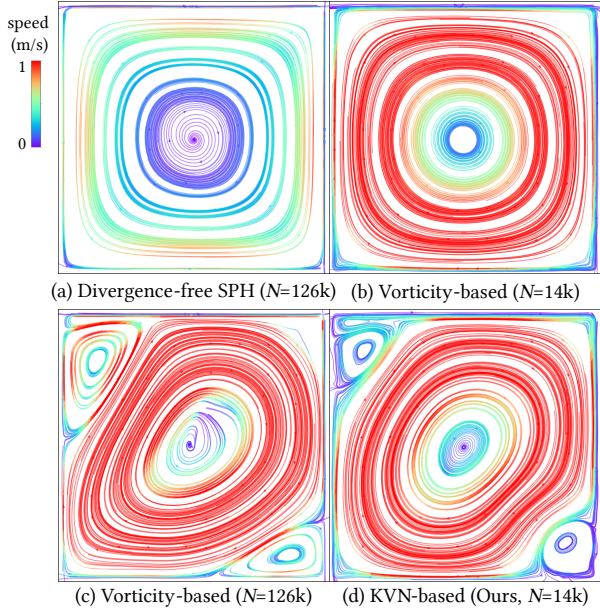 speed
(m/s)
1
0
(a) Divergence-free SPH (N=126k)
(b) Vorticity-based (N=14k)
(c) Vorticity-based (N=126k)
(d) KVN-based (Ours, N=14k)